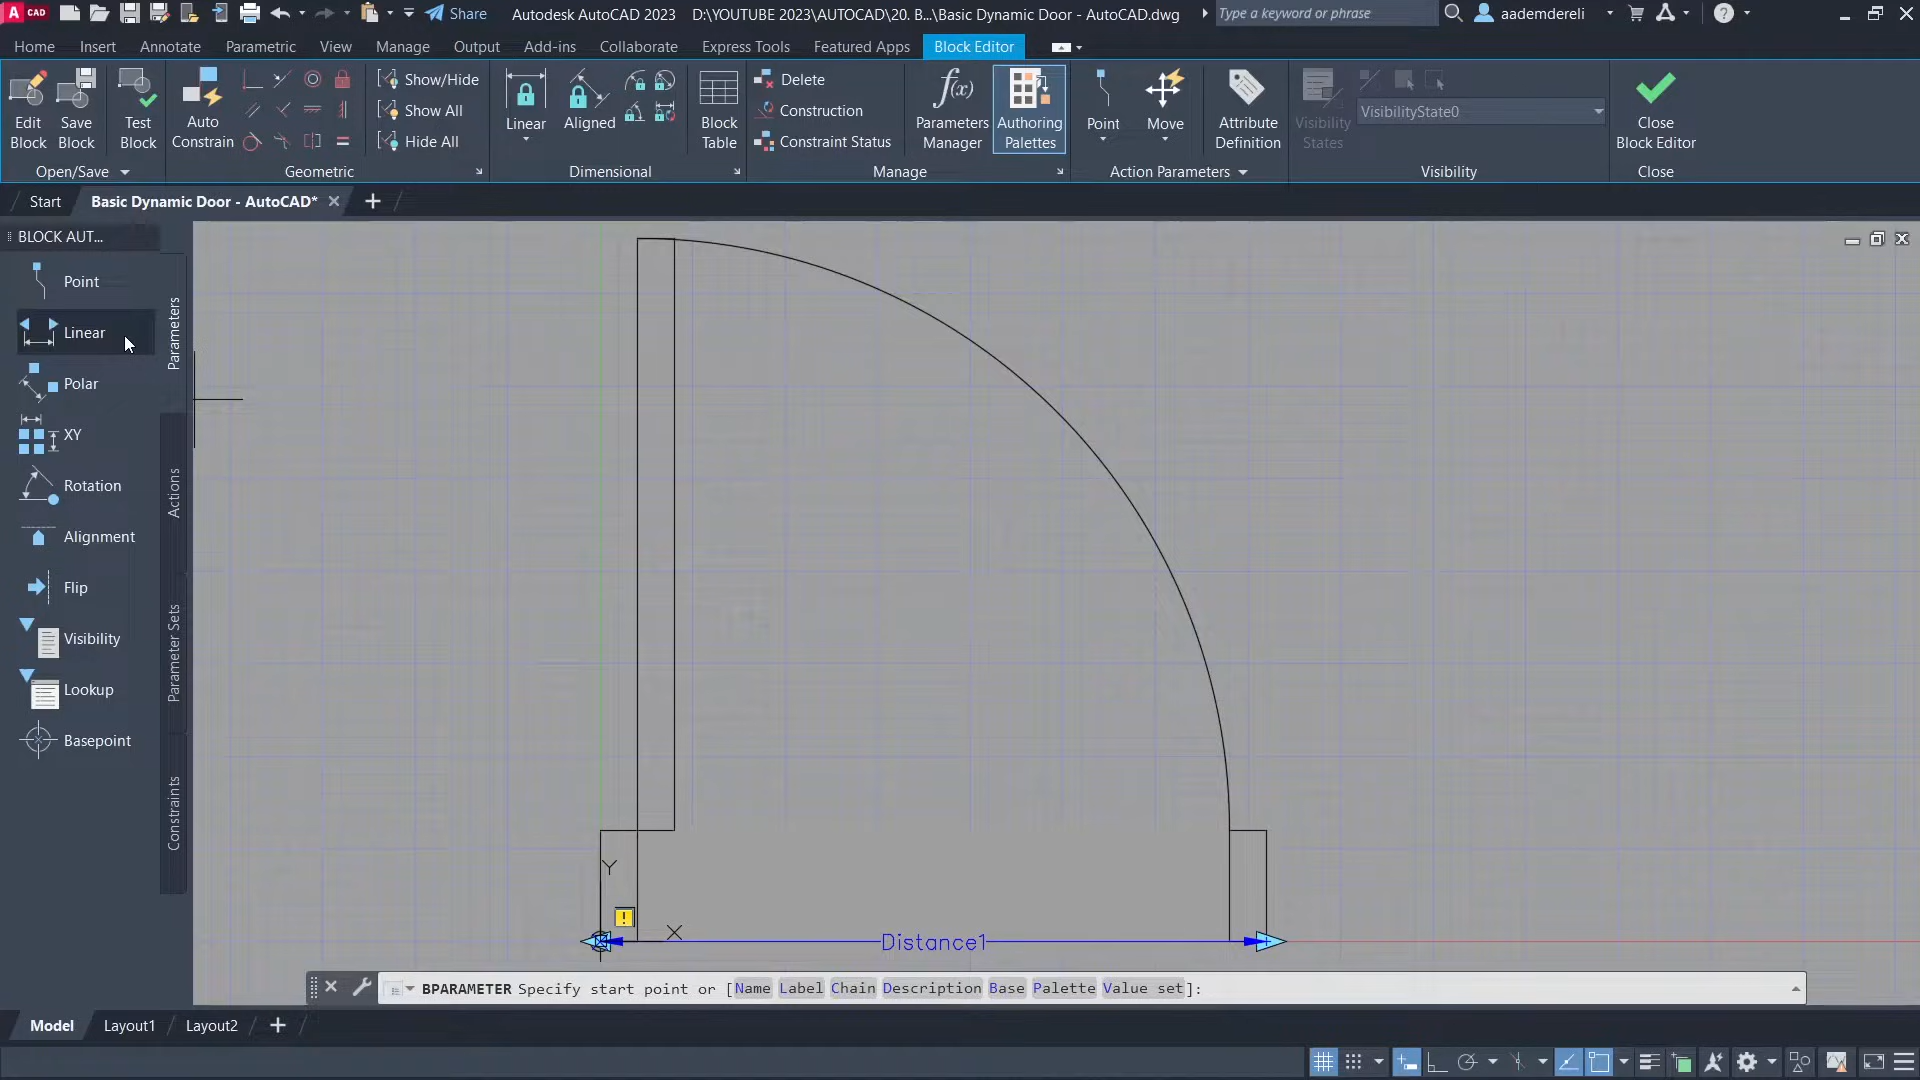 A CAD Share Autodesk AutoCAD 2023 D:\YOUTUBE 2023\AUTOCAD\20. B...\Basic Dynamic Door - AutoCAD.dwg Type a keyword or phrase aademdereli ?
Home Insert Annotate Parametric View Manage Output Add-ins Collaborate Express Tools Featured Apps Block Editor
Edit Block
Save Block
Test Block
Open/Save
Auto Constrain
Show/Hide
Show All
Hide All
Geometric
Linear
Aligned
Block Table
Dimensional
Delete
Construction
Constraint Status
f(x)
Parameters Manager
Authoring Palettes
Manage
Point
Move
Action Parameters
Attribute Definition
Visibility States
VisibilityState0
Visibility
Close Block Editor
Close
Start Basic Dynamic Door - AutoCAD*
BLOCK AUT...
Point
Linear
Polar
XY
Rotation
Alignment
Flip
Visibility
Lookup
Basepoint
Parameters
Actions
Parameter Sets
Constraints
Y
!
X
Distance1
BPARAMETER Specify start point or [Name Label Chain Description Base Palette Value set]:
Model Layout1 Layout2